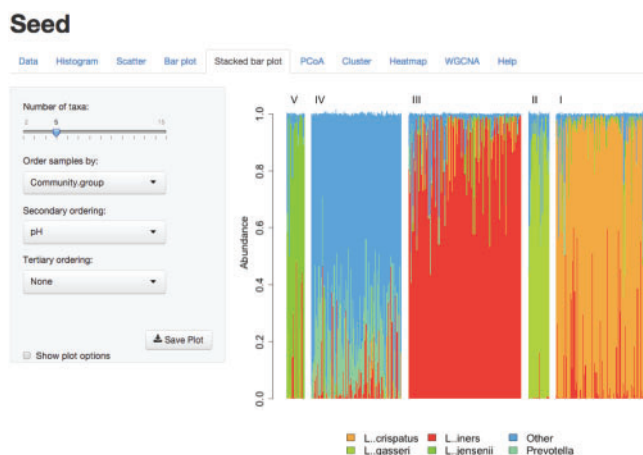 Seed
Data Histogram Scatter Bar plot Stacked bar plot PCoA Cluster Heatmap WGCNA Help
Number of taxa:
2 5 15
Order samples by:
Community.group
Secondary ordering:
pH
Tertiary ordering:
None
Save Plot
Show plot options
V IV III II I
Abundance
1.0
0.8
0.6
0.4
0.2
0.0
L..crispatus L..iners Other
L..gasseri L..jensenii Prevotella